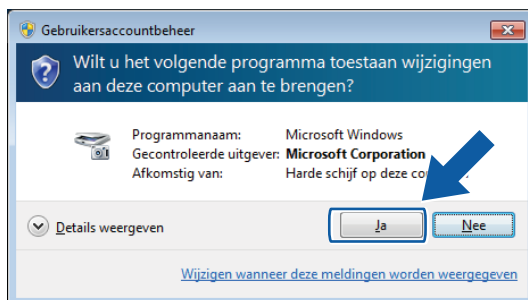 Gebruikersaccountbeheer
Wilt u het volgende programma toestaan wijzigingen
aan deze computer aan te brengen?
Programmanaam: Microsoft Windows
Gecontroleerde uitgever: Microsoft Corporation
Afkomstig van: Harde schijf op deze
Details weergeven
Ja
Nee
Wijzigen wanneer deze meldingen worden weergegeven